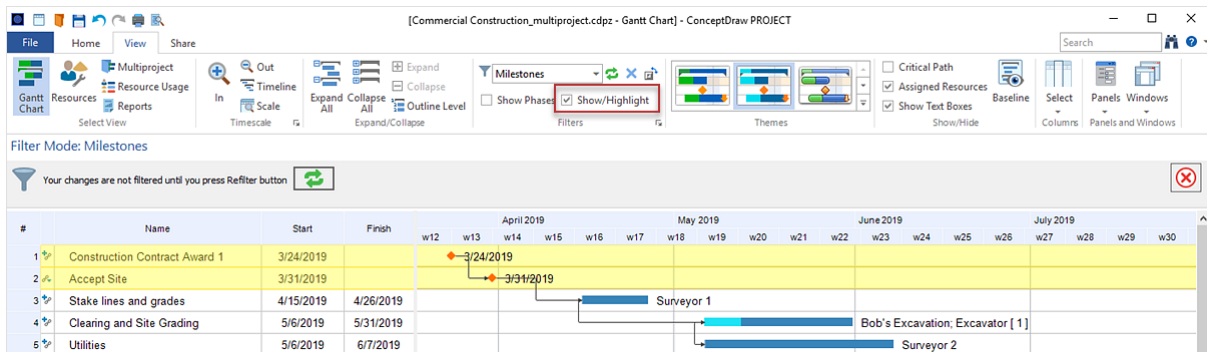 [Commercial Construction_multiproject.cdpz - Gantt Chart] - ConceptDraw PROJECT
File Home View Share Search
Multiproject Out Expand Milestones Critical Path
Resource Usage Timeline Collapse Assigned Resources
Gantt Chart Resources Reports In Scale Expand All Collapse All Outline Level Show Phases Show/Highlight Show Text Boxes Baseline Select Panels Windows
Select View Timescale Expand/Collapse Filters Themes Show/Hide Columns Panels and Windows
Filter Mode: Milestones
Your changes are not filtered until you press Refilter button
# Name Start Finish April 2019 May 2019 June 2019 July 2019
w12 w13 w14 w15 w16 w17 w18 w19 w20 w21 w22 w23 w24 w25 w26 w27 w28 w29 w30
1 Construction Contract Award 1 3/24/2019 3/24/2019
2 Accept Site 3/31/2019 3/31/2019
3 Stake lines and grades 4/15/2019 4/26/2019 Surveyor 1
4 Clearing and Site Grading 5/6/2019 5/31/2019 Bob's Excavation; Excavator [ 1 ]
5 Utilities 5/6/2019 6/7/2019 Surveyor 2